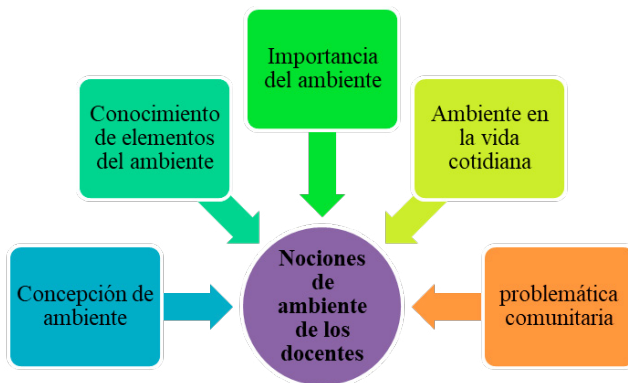 Importancia
del ambiente
Conocimiento
de elementos
del ambiente
Ambiente en
la vida
cotidiana
Concepción de
ambiente
Nociones
de
ambiente
de los
docentes
problemática
comunitaria